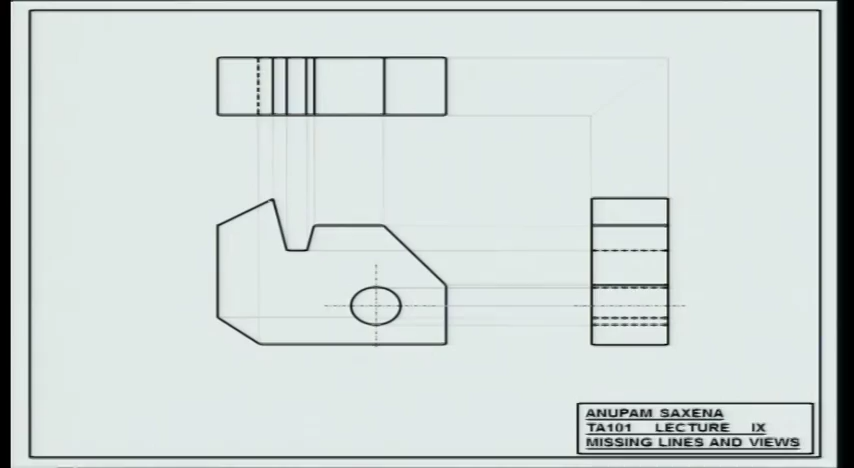 ANUPAM SAXENA
TA101 LECTURE IX
MISSING LINES AND VIEWS